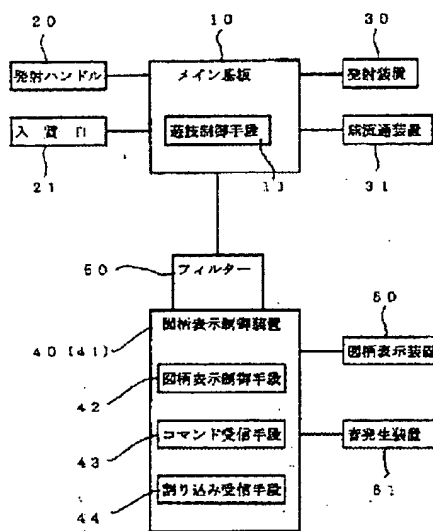 20
10
30
発射ハンドル
メイン基板
発射装置
入賞口
遊技制御手段
球流通装置
21
11
31
60
フィルター
50
図柄表示制御装置
40(41)
図柄表示装置
図柄表示制御手段
42
コマンド受信手段
音発生装置
43
51
割り込み受信手段
44